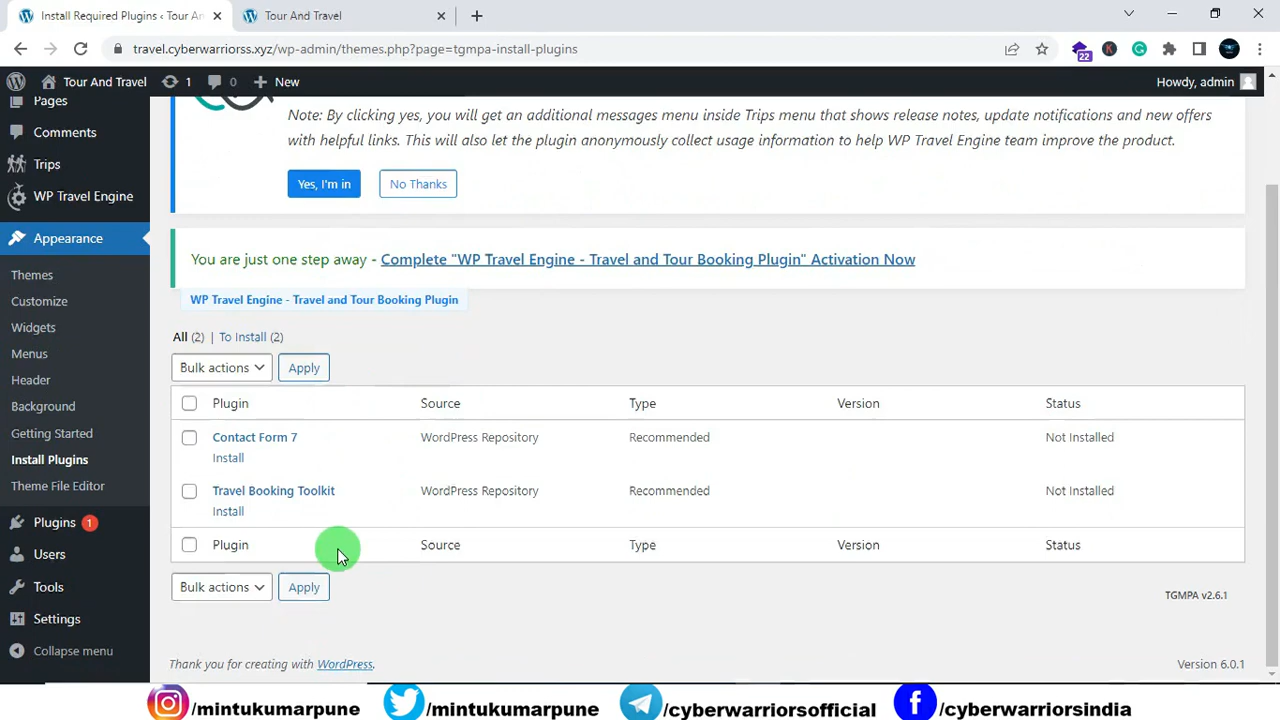 Install Required Plugins ‹ Tour An
Tour And Travel
travel.cyberwarriorss.xyz/wp-admin/themes.php?page=tgmpa-install-plugins
22
K
Tour And Travel
1
0
New
Howdy, admin
Pages
Comments
Trips
WP Travel Engine
Appearance
Themes
Customize
Widgets
Menus
Header
Background
Getting Started
Install Plugins
Theme File Editor
Plugins 1
Users
Tools
Settings
Collapse menu
Note: By clicking yes, you will get an additional messages menu inside Trips menu that shows release notes, update notifications and new offers
with helpful links. This will also let the plugin anonymously collect usage information to help WP Travel Engine team improve the product.
Yes, I'm in
No Thanks
You are just one step away - Complete "WP Travel Engine - Travel and Tour Booking Plugin" Activation Now
WP Travel Engine - Travel and Tour Booking Plugin
All (2) | To Install (2)
Bulk actions
Apply
Plugin Source Type Version Status
Contact Form 7 WordPress Repository Recommended Not Installed
Install
Travel Booking Toolkit WordPress Repository Recommended Not Installed
Install
Plugin Source Type Version Status
Bulk actions
Apply
TGMPA v2.6.1
Thank you for creating with WordPress.
Version 6.0.1
/mintukumarpune
/mintukumarpune
/cyberwarriorsofficial
/cyberwarriorsindia